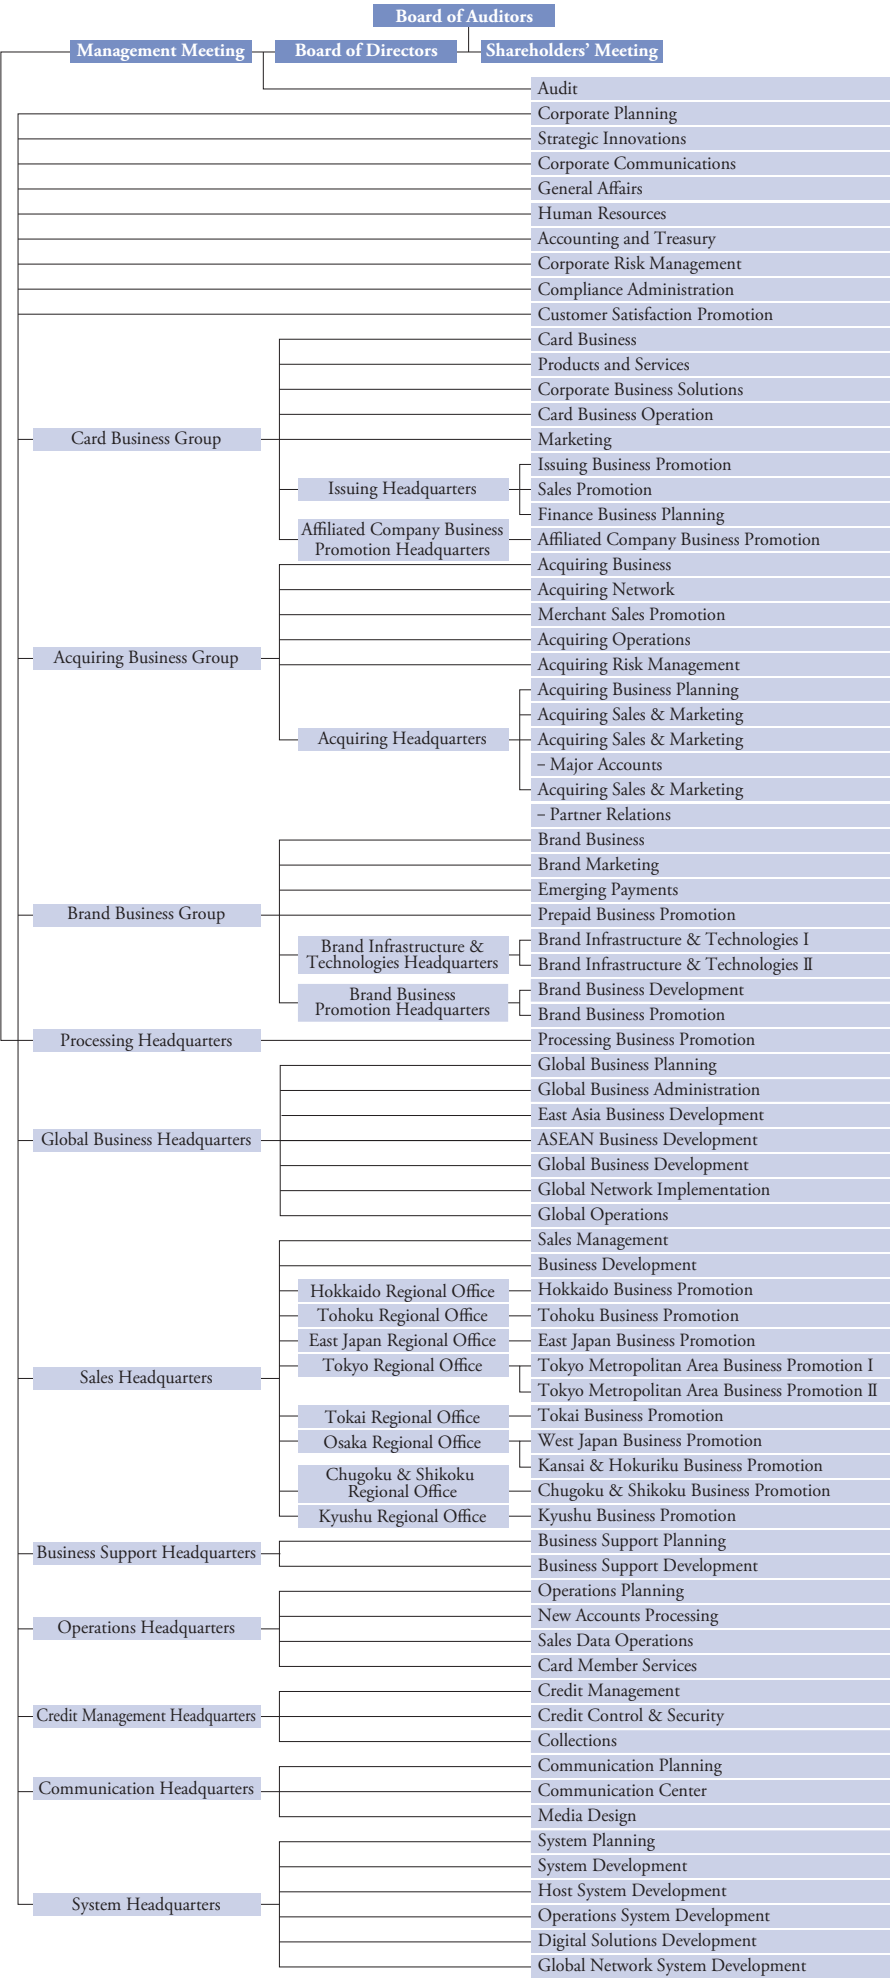 Board of Auditors
Management Meeting
Board of Directors
Shareholders’ Meeting
Audit
Corporate Planning
Strategic Innovations
Corporate Communications
General Affairs
Human Resources
Accounting and Treasury
Corporate Risk Management
Compliance Administration
Customer Satisfaction Promotion
Card Business Group
Card Business
Products and Services
Corporate Business Solutions
Card Business Operation
Marketing
Issuing Headquarters
Issuing Business Promotion
Sales Promotion
Finance Business Planning
Affiliated Company Business
Promotion Headquarters
Affiliated Company Business Promotion
Acquiring Business Group
Acquiring Business
Acquiring Network
Merchant Sales Promotion
Acquiring Operations
Acquiring Risk Management
Acquiring Headquarters
Acquiring Business Planning
Acquiring Sales & Marketing
Acquiring Sales & Marketing
– Major Accounts
Acquiring Sales & Marketing
– Partner Relations
Brand Business Group
Brand Business
Brand Marketing
Emerging Payments
Prepaid Business Promotion
Brand Infrastructure &
Technologies Headquarters
Brand Infrastructure & Technologies I
Brand Infrastructure & Technologies II
Brand Business
Promotion Headquarters
Brand Business Development
Brand Business Promotion
Processing Headquarters
Processing Business Promotion
Global Business Headquarters
Global Business Planning
Global Business Administration
East Asia Business Development
ASEAN Business Development
Global Business Development
Global Network Implementation
Global Operations
Sales Headquarters
Sales Management
Business Development
Hokkaido Regional Office
Hokkaido Business Promotion
Tohoku Regional Office
Tohoku Business Promotion
East Japan Regional Office
East Japan Business Promotion
Tokyo Regional Office
Tokyo Metropolitan Area Business Promotion I
Tokyo Metropolitan Area Business Promotion II
Tokai Regional Office
Tokai Business Promotion
Osaka Regional Office
West Japan Business Promotion
Kansai & Hokuriku Business Promotion
Chugoku & Shikoku
Regional Office
Chugoku & Shikoku Business Promotion
Kyushu Regional Office
Kyushu Business Promotion
Business Support Headquarters
Business Support Planning
Business Support Development
Operations Headquarters
Operations Planning
New Accounts Processing
Sales Data Operations
Card Member Services
Credit Management Headquarters
Credit Management
Credit Control & Security
Collections
Communication Headquarters
Communication Planning
Communication Center
Media Design
System Headquarters
System Planning
System Development
Host System Development
Operations System Development
Digital Solutions Development
Global Network System Development